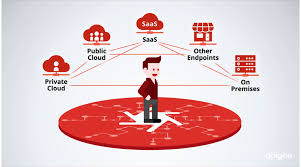 SaaS
SaaS
Public
Cloud
Other
Endpoints
Private
Cloud
On
Premises